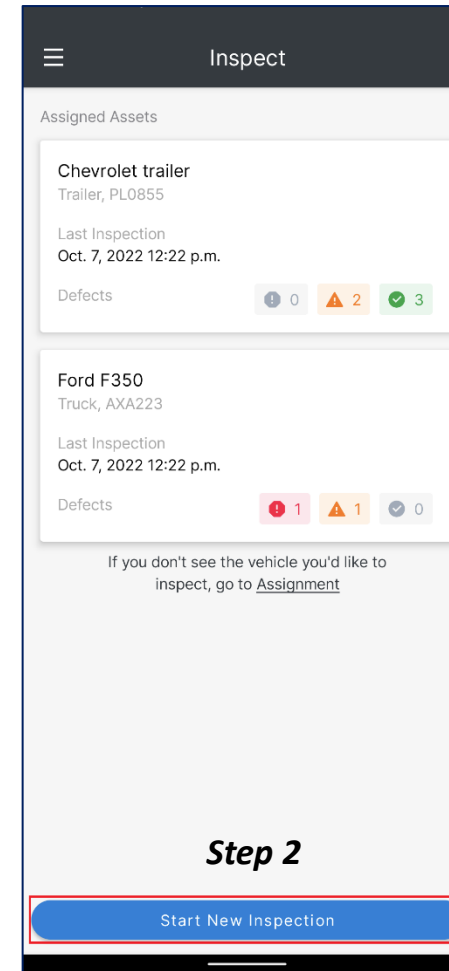 Inspect
Assigned Assets
Chevrolet trailer
Trailer, PL0855
Last Inspection
Oct. 7, 2022 12:22 p.m.
Defects 0 2 3
Ford F350
Truck, AXA223
Last Inspection
Oct. 7, 2022 12:22 p.m.
Defects 1 1 0
If you don't see the vehicle you'd like to
inspect, go to Assignment
Step 2
Start New Inspection